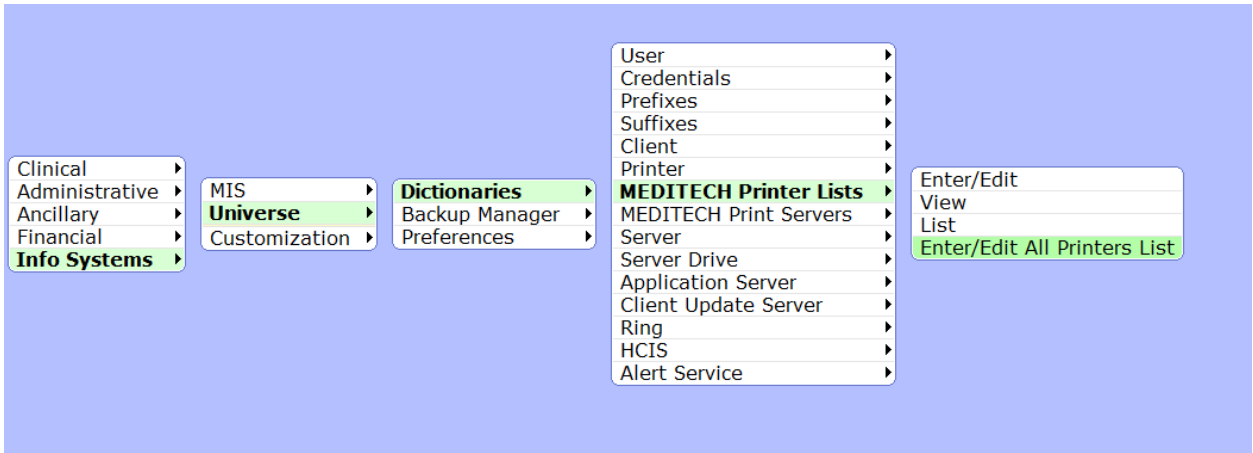 Clinical
Administrative
Ancillary
Financial
Info Systems
MIS
Universe
Customization
Dictionaries
Backup Manager
Preferences
User
Credentials
Prefixes
Suffixes
Client
Printer
MEDITECH Printer Lists
MEDITECH Print Servers
Server
Server Drive
Application Server
Client Update Server
Ring
HCIS
Alert Service
Enter/Edit
View
List
Enter/Edit All Printers List